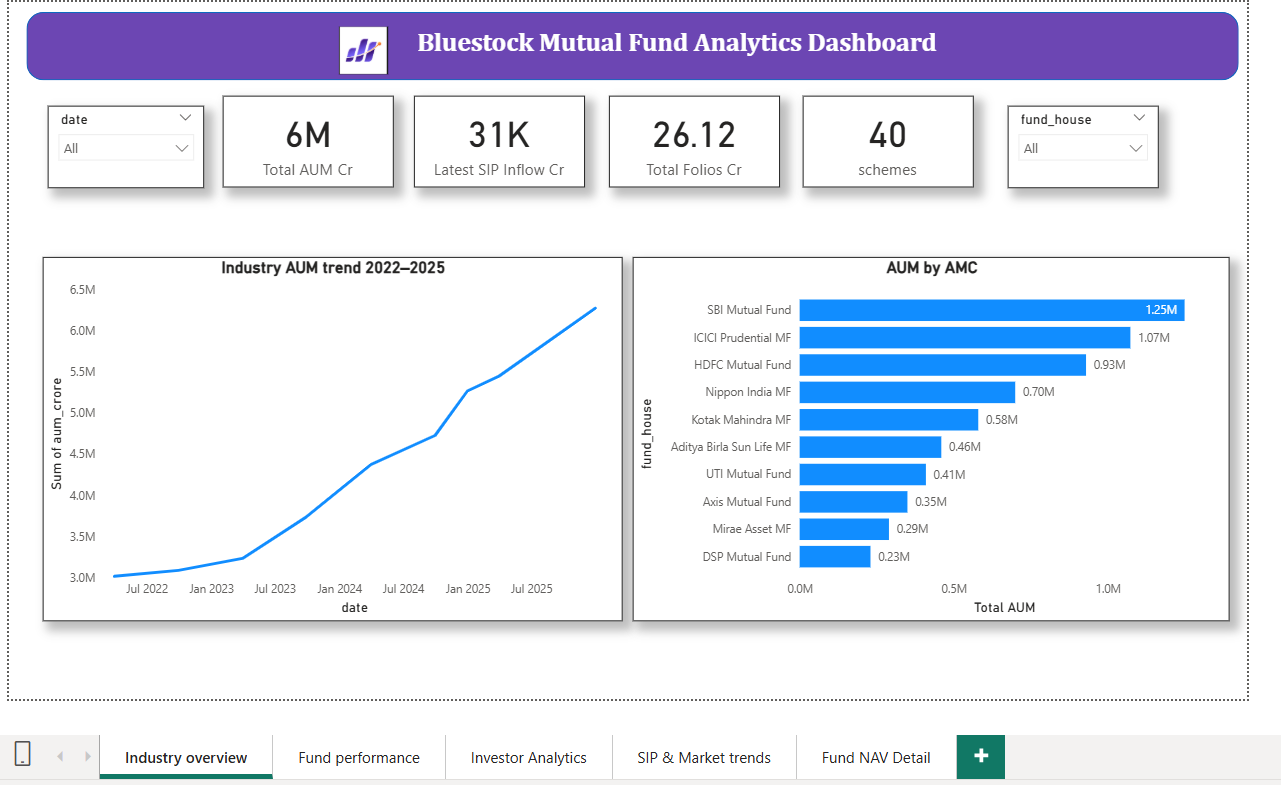 Bluestock Mutual Fund Analytics Dashboard
date
All
6M
Total AUM Cr
31K
Latest SIP Inflow Cr
26.12
Total Folios Cr
40
schemes
fund_house
All
Industry AUM trend 2022–2025
Sum of aum_crore
6.5M
6.0M
5.5M
5.0M
4.5M
4.0M
3.5M
3.0M
Jul 2022 Jan 2023 Jul 2023 Jan 2024 Jul 2024 Jan 2025 Jul 2025
date
AUM by AMC
fund_house
SBI Mutual Fund 1.25M
ICICI Prudential MF 1.07M
HDFC Mutual Fund 0.93M
Nippon India MF 0.70M
Kotak Mahindra MF 0.58M
Aditya Birla Sun Life MF 0.46M
UTI Mutual Fund 0.41M
Axis Mutual Fund 0.35M
Mirae Asset MF 0.29M
DSP Mutual Fund 0.23M
0.0M 0.5M 1.0M
Total AUM
Industry overview Fund performance Investor Analytics SIP & Market trends Fund NAV Detail +